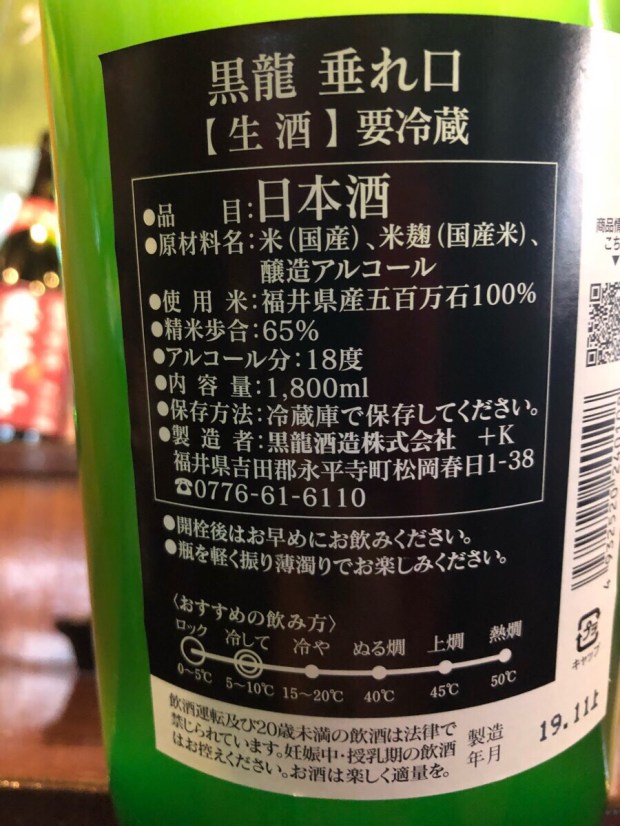 黒龍 垂れ口
【生酒】要冷蔵
●品 目:日本酒
●原材料名:米(国産)、米麹(国産米)、
醸造アルコール
●使用米:福井県産五百万石100%
●精米歩合:65%
●アルコール分:18度
●内容量:1,800ml
●保存方法:冷蔵庫で保存してください。
●製造者:黒龍酒造株式会社 +K
福井県吉田郡永平寺町松岡春日1-38
☎0776-61-6110
●開栓後はお早めにお飲みください。
●瓶を軽く振り薄濁りでお楽しみください。
〈おすすめの飲み方〉
ロック 冷して 冷や ぬる燗 上燗 熱燗
0~5℃ 5~10℃ 15~20℃ 40℃ 45℃ 50℃
飲酒運転及び20歳未満の飲酒は法律で
禁じられています。妊娠中・授乳期の飲酒
はお控えください。お酒は楽しく適量を。
製造
年月
19.11
商品情
こち
キャップ